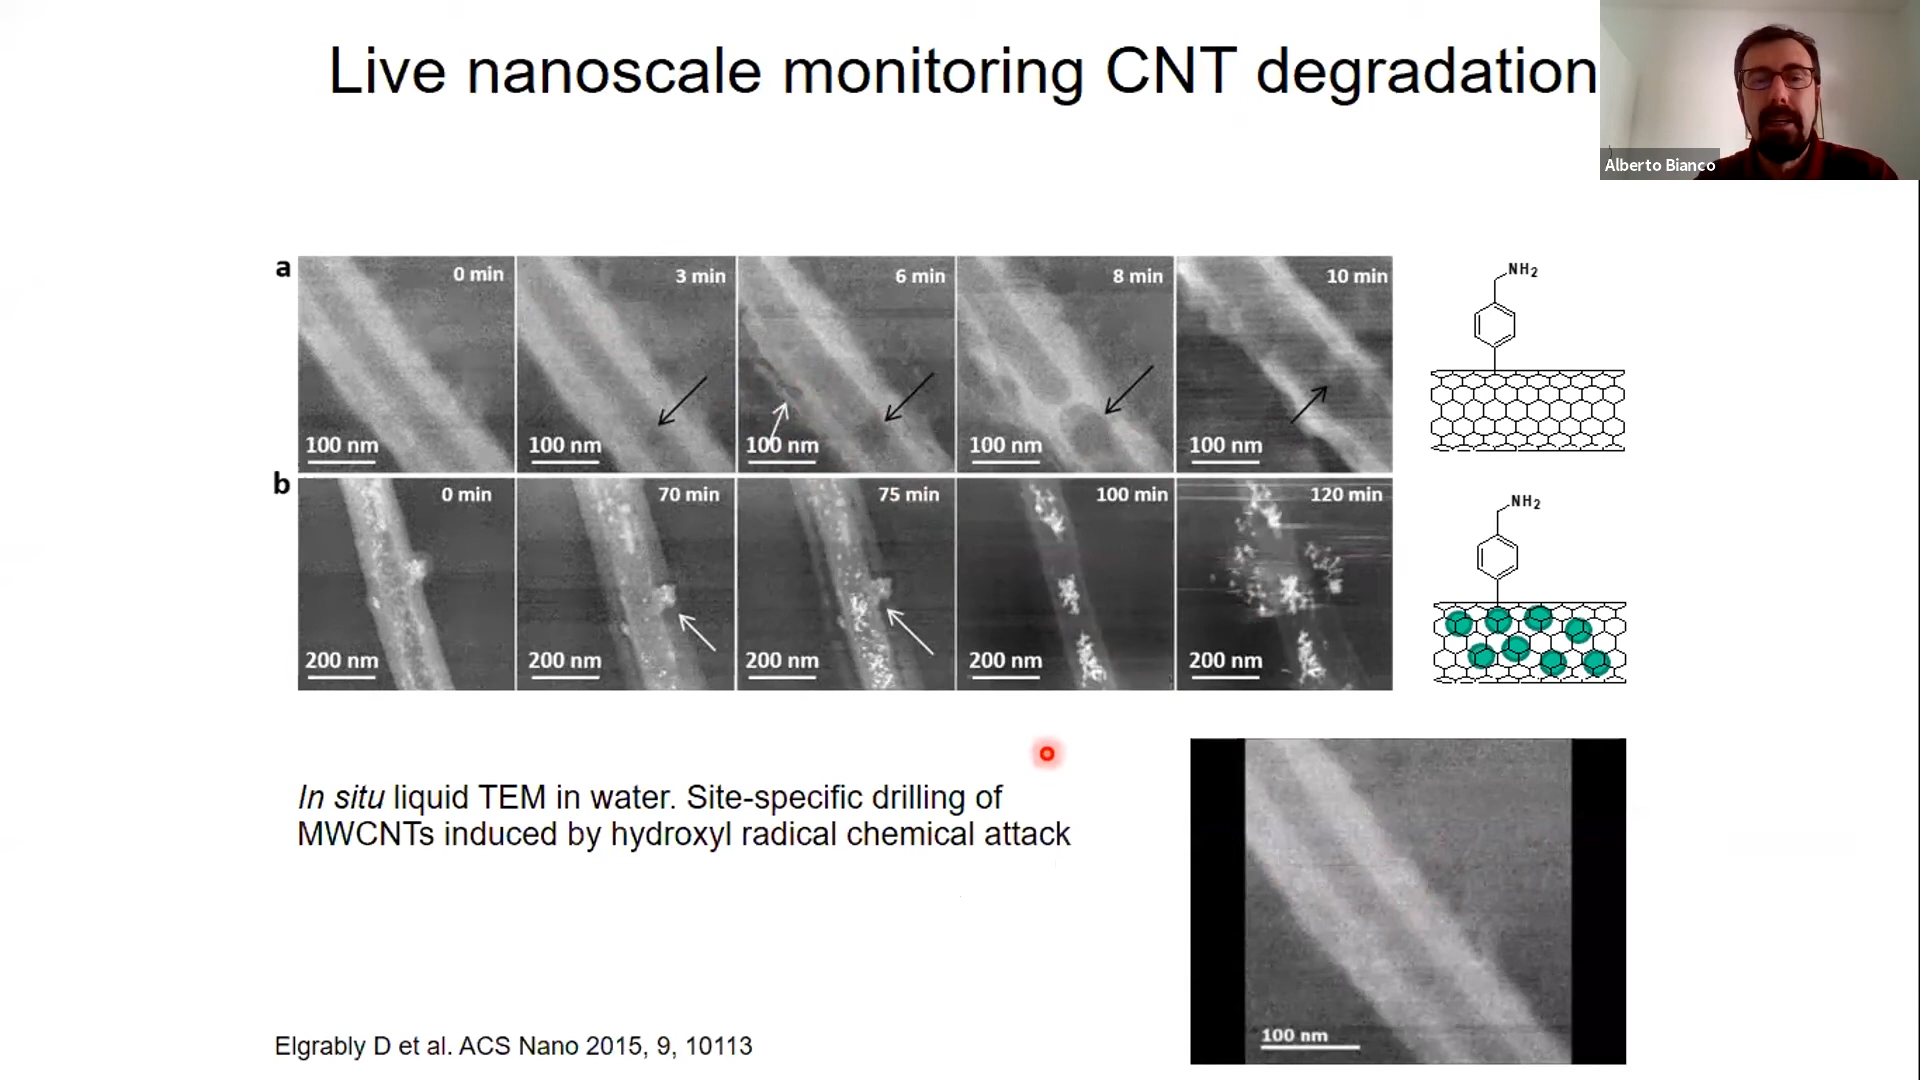 Live nanoscale monitoring CNT degradation
Alberto Bianco
a
0 min
3 min
6 min
8 min
10 min
100 nm
100 nm
100 nm
100 nm
100 nm
NH2
b
0 min
70 min
75 min
100 min
120 min
200 nm
200 nm
200 nm
200 nm
200 nm
NH2
In situ liquid TEM in water. Site-specific drilling of
MWCNTs induced by hydroxyl radical chemical attack
100 nm
Elgrably D et al. ACS Nano 2015, 9, 10113